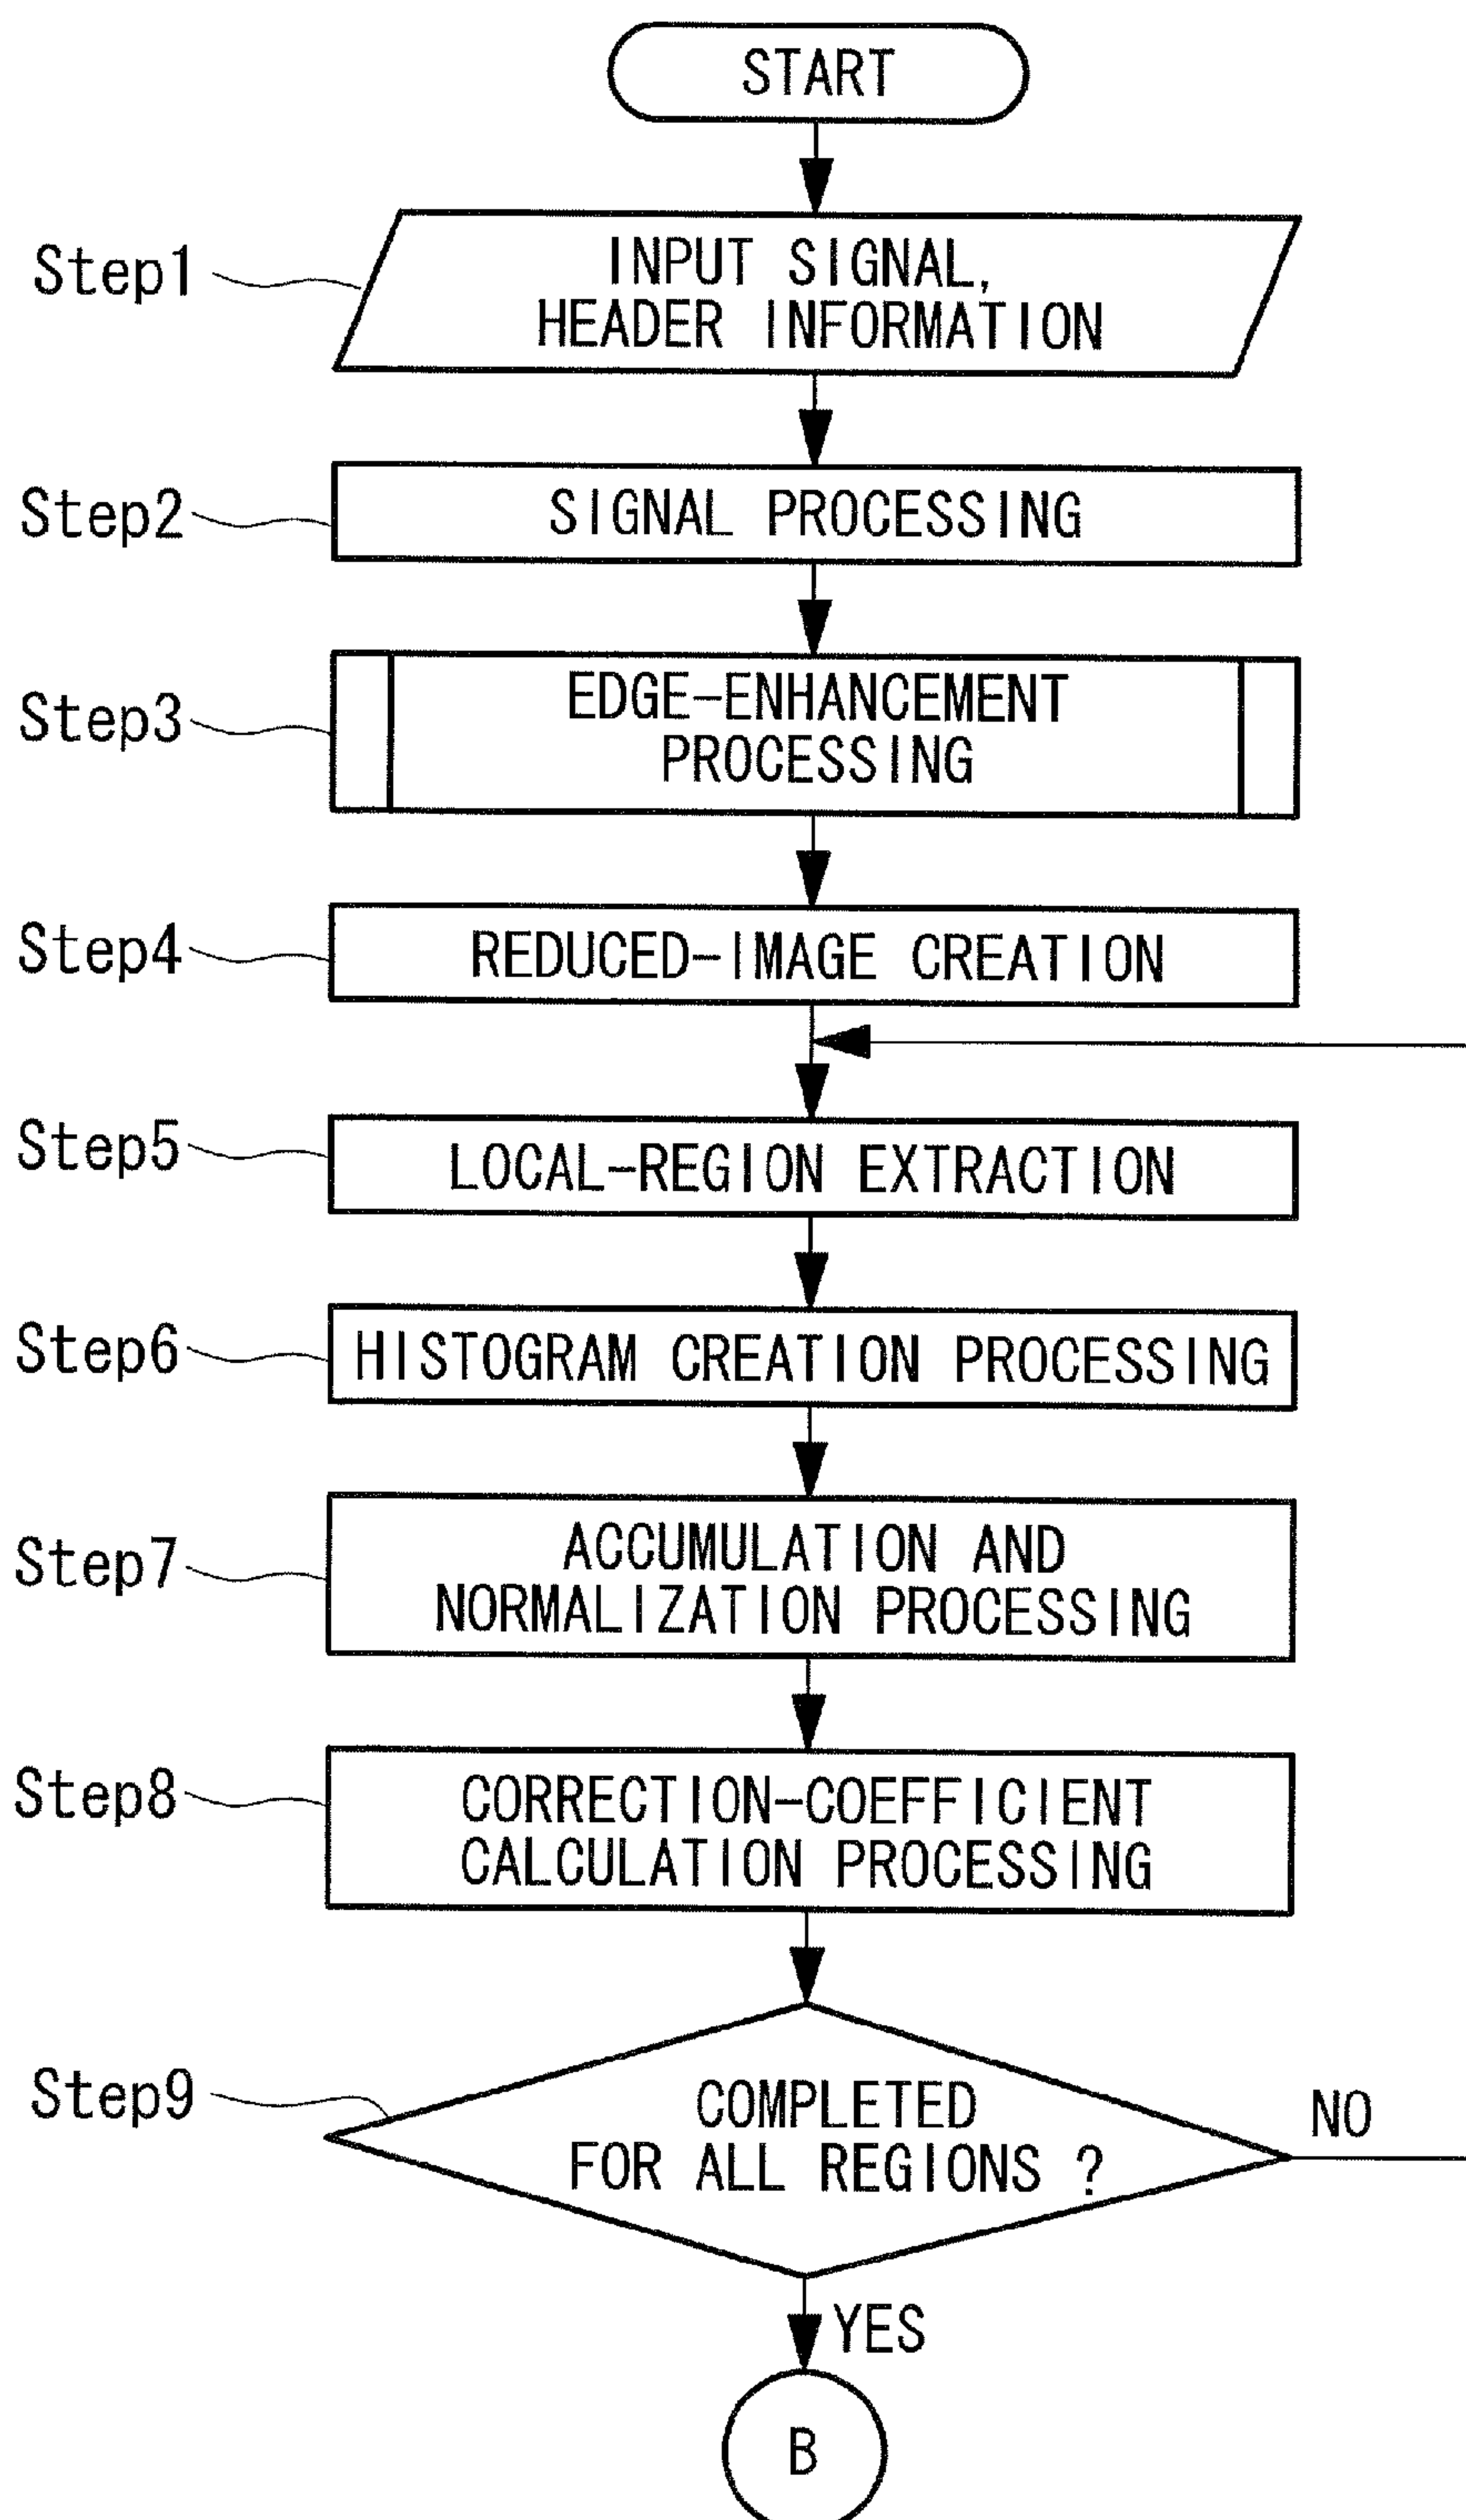 START
Step1
INPUT SIGNAL,
HEADER INFORMATION
Step2
SIGNAL PROCESSING
Step3
EDGE-ENHANCEMENT
PROCESSING
Step4
REDUCED-IMAGE CREATION
Step5
LOCAL-REGION EXTRACTION
Step6
HISTOGRAM CREATION PROCESSING
Step7
ACCUMULATION AND
NORMALIZATION PROCESSING
Step8
CORRECTION-COEFFICIENT
CALCULATION PROCESSING
Step9
COMPLETED
FOR ALL REGIONS ?
NO
YES
B